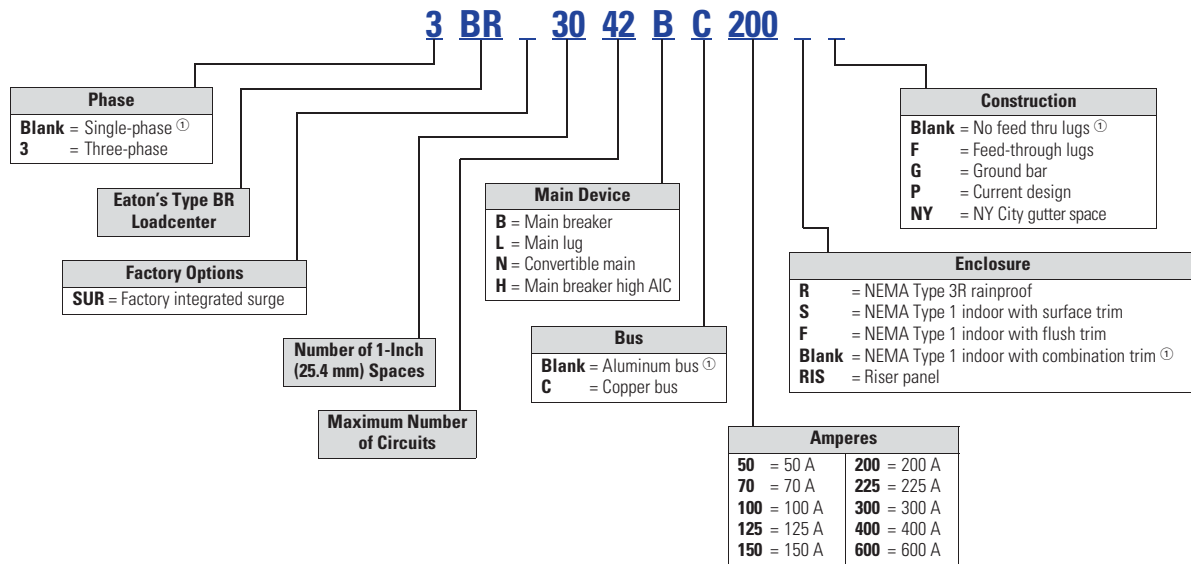 3 BR _ 30 42 B C 200 _ _
Phase
Blank = Single-phase ①
3 = Three-phase
Eaton's Type BR
Loadcenter
Factory Options
SUR = Factory integrated surge
Number of 1-Inch
(25.4 mm) Spaces
Maximum Number
of Circuits
Main Device
B = Main breaker
L = Main lug
N = Convertible main
H = Main breaker high AIC
Bus
Blank = Aluminum bus ①
C = Copper bus
Amperes
50 = 50 A 200 = 200 A
70 = 70 A 225 = 225 A
100 = 100 A 300 = 300 A
125 = 125 A 400 = 400 A
150 = 150 A 600 = 600 A
Enclosure
R = NEMA Type 3R rainproof
S = NEMA Type 1 indoor with surface trim
F = NEMA Type 1 indoor with flush trim
Blank = NEMA Type 1 indoor with combination trim ①
RIS = Riser panel
Construction
Blank = No feed thru lugs ①
F = Feed-through lugs
G = Ground bar
P = Current design
NY = NY City gutter space